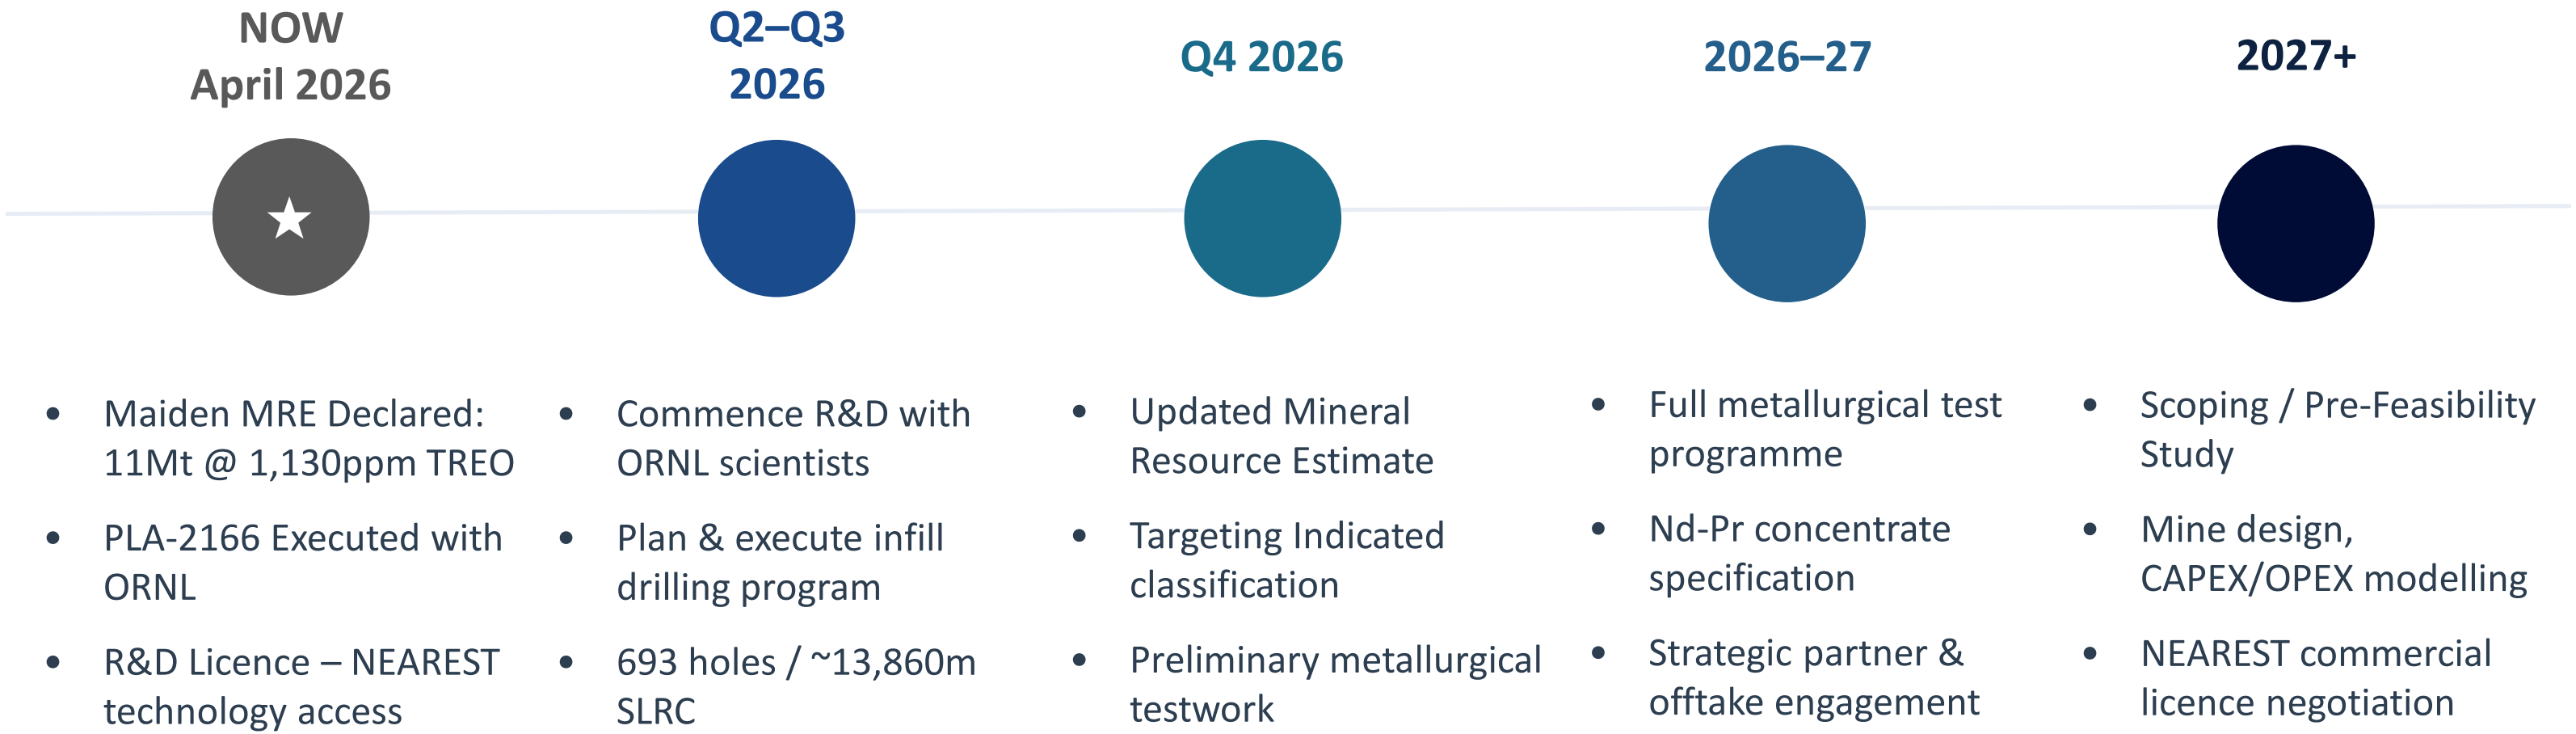 NOW
April 2026
• Maiden MRE Declared:
11Mt @ 1,130ppm TREO
• PLA-2166 Executed with
ORNL
• R&D Licence – NEAREST
technology access
Q2–Q3
2026
• Commence R&D with
ORNL scientists
• Plan & execute infill
drilling program
• 693 holes / ~13,860m
SLRC
Q4 2026
• Updated Mineral
Resource Estimate
• Targeting Indicated
classification
• Preliminary metallurgical
testwork
2026–27
• Full metallurgical test
programme
• Nd-Pr concentrate
specification
• Strategic partner &
offtake engagement
2027+
• Scoping / Pre-Feasibility
Study
• Mine design,
CAPEX/OPEX modelling
• NEAREST commercial
licence negotiation